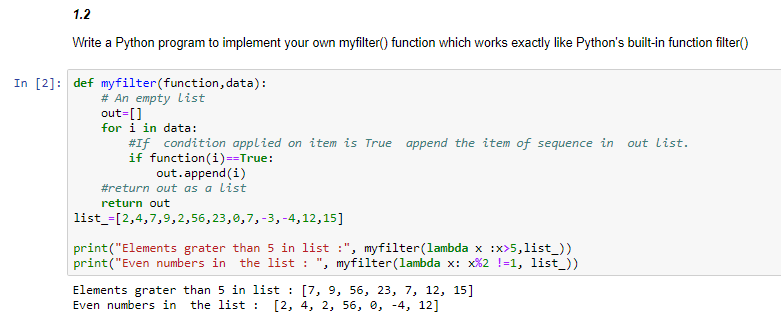 1.2
Write a Python program to implement your own myfilter() function which works exactly like Python's built-in function filter()
In [2]: def myfilter(function,data):
# An empty list
out=[]
for i in data:
#If  condition applied on item is True  append the item of sequence in  out list.
if function(i)==True:
out.append(i)
#return out as a list
return out
list_=[2,4,7,9,2,56,23,0,7,-3,-4,12,15]
print("Elements grater than 5 in list :", myfilter(lambda x :x>5,list_))
print("Even numbers in  the list : ", myfilter(lambda x: x%2 !=1, list_))
Elements grater than 5 in list : [7, 9, 56, 23, 7, 12, 15]
Even numbers in  the list :  [2, 4, 2, 56, 0, -4, 12]